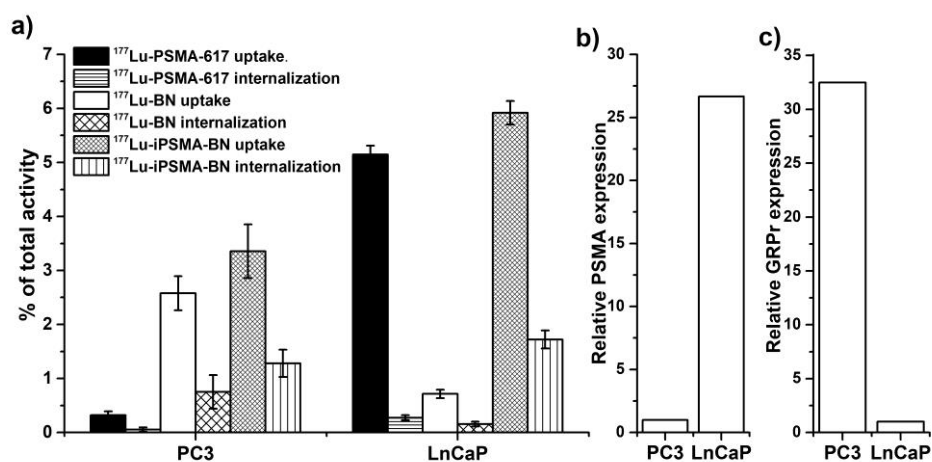 a)
% of total activity
7
6
5
4
3
2
1
0
¹⁷⁷Lu-PSMA-617 uptake.
¹⁷⁷Lu-PSMA-617 internalization
¹⁷⁷Lu-BN uptake
¹⁷⁷Lu-BN internalization
¹⁷⁷Lu-iPSMA-BN uptake
¹⁷⁷Lu-iPSMA-BN internalization
PC3 LnCaP
b)
Relative PSMA expression
30
25
20
15
10
5
0
PC3 LnCaP
c)
Relative GRPr expression
35
30
25
20
15
10
5
0
PC3 LnCaP